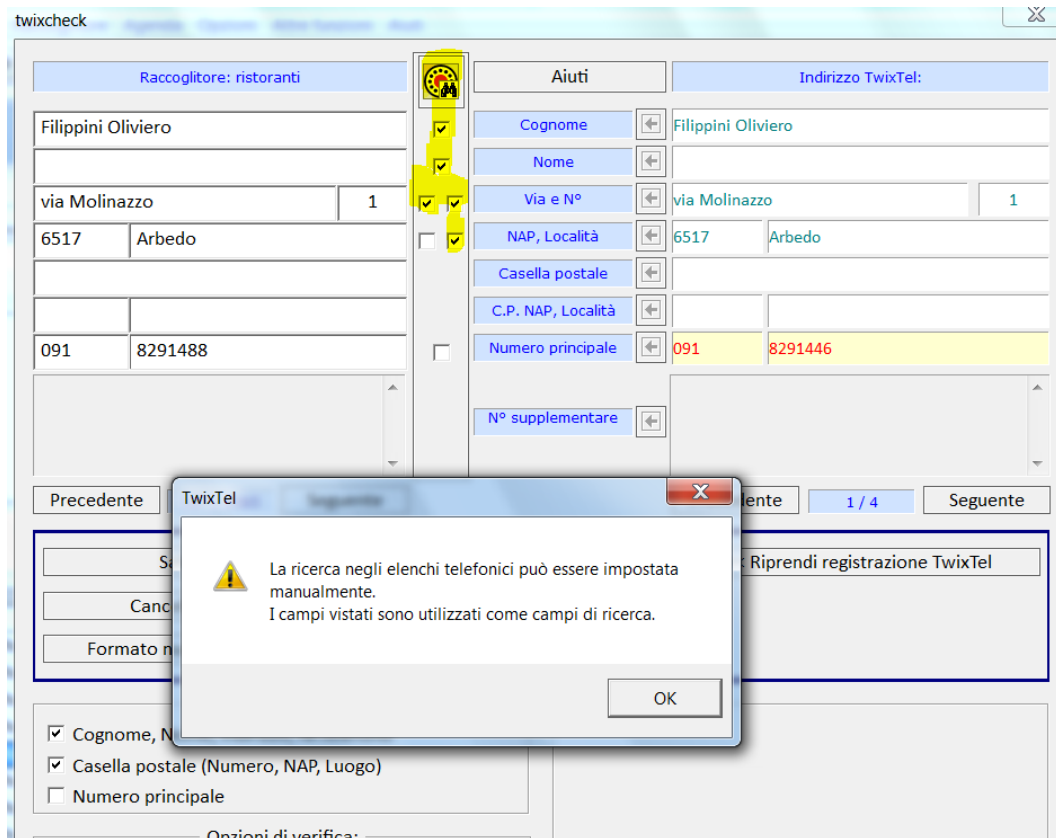 twixcheck
Raccoglitore: ristoranti
Aiuti
Indirizzo TwixTel:
Filippini Oliviero
Cognome
Filippini Oliviero
Nome
via Molinazzo 1
Via e N°
via Molinazzo 1
6517 Arbedo
NAP, Località
6517 Arbedo
Casella postale
C.P. NAP, Località
091 8291488
Numero principale
091 8291446
N° supplementare
Precedente
Seguente
1 / 4
Seguente
Riprendi registrazione TwixTel
TwixTel
La ricerca negli elenchi telefonici può essere impostata
manualmente.
I campi vistati sono utilizzati come campi di ricerca.
OK
Cognome,
Casella postale (Numero, NAP, Luogo)
Numero principale
Opzioni di verifica: